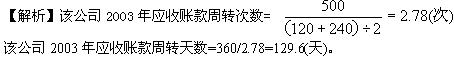 【解析】该公司2003年应收账款周转次数= 500/(120+240)÷2 =2.78(次)
该公司2003年应收账款周转天数=360/2.78=129.6(天)。